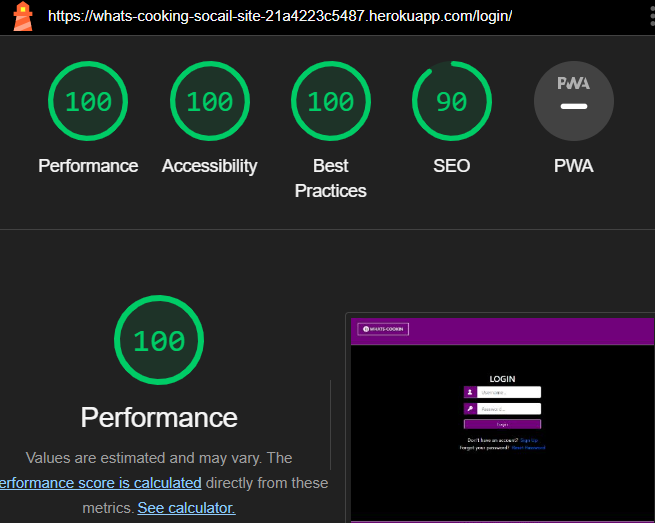 https://whats-cooking-socail-site-21a4223c5487.herokuapp.com/login/
100 100 100 90 PWA
Performance Accessibility Best Practices SEO PWA
100
WHATS-COOKIN
LOGIN
Username...
Password...
Login
Performance
Don't have an account? Sign Up
Forgot your password? Reset Password
Values are estimated and may vary. The
erformance score is calculated directly from these
metrics. See calculator.